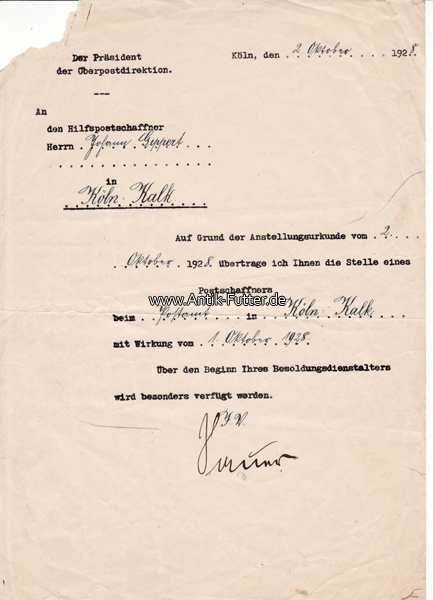 Der Präsident
der Oberpostdirektion.
Köln, den 2. Oktober 1928.
An
den Hilfspostschaffner
Herrn Johann Geppert
in
Köln-Kalk
Auf Grund der Anstellungsurkunde vom 2.
Oktober 1928 übertrage ich Ihnen die Stelle eines
Postschaffners
www.Antik-Futter.de
beim Postamt in Köln-Kalk
mit Wirkung vom 1. Oktober 1928.
Über den Beginn Ihres Besoldungsdienstalters
wird besonders verfügt werden.
I.V.